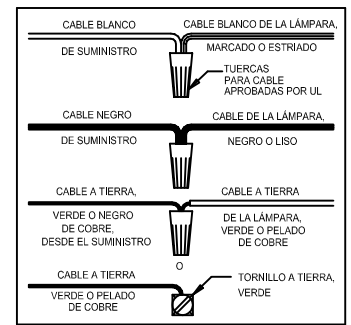 CABLE BLANCO
DE SUMINISTRO
CABLE BLANCO DE LA LÁMPARA,
MARCADO O ESTRIADO
TUERCAS
PARA CABLE
APROBADAS POR UL
CABLE NEGRO
DE SUMINISTRO
CABLE DE LA LÁMPARA,
NEGRO O LISO
CABLE A TIERRA,
VERDE O NEGRO
DE COBRE,
DESDE EL SUMINISTRO
CABLE A TIERRA
DE LA LÁMPARA,
VERDE O PELADO
DE COBRE
O
CABLE A TIERRA
VERDE O PELADO
DE COBRE
TORNILLO A TIERRA,
VERDE